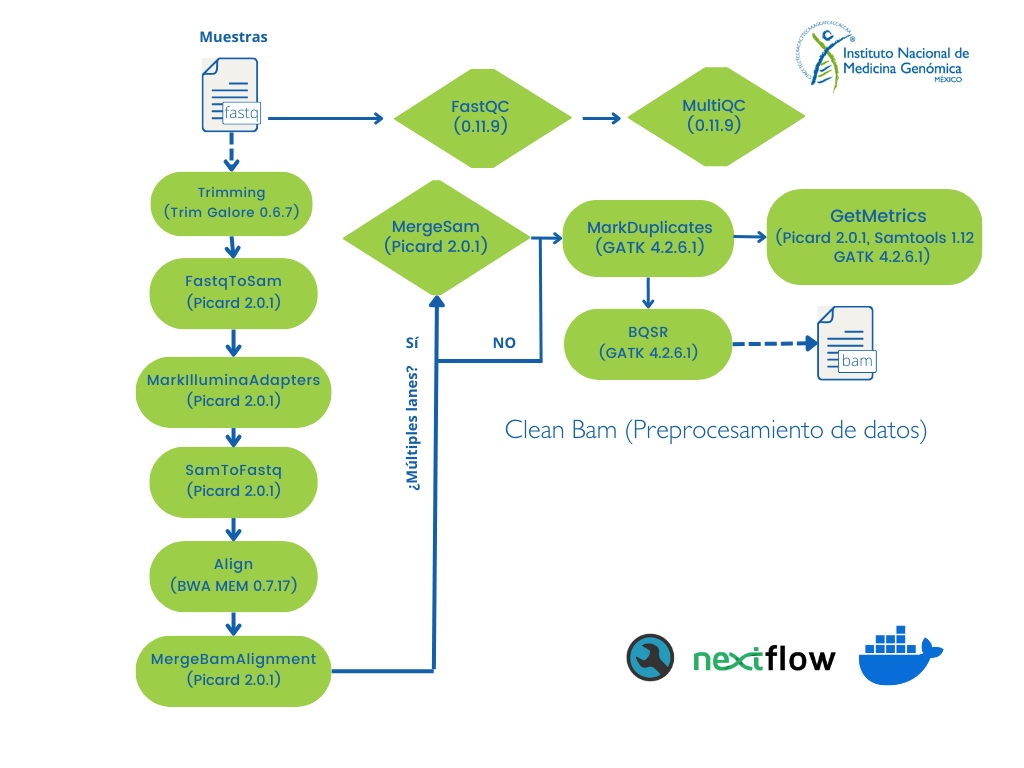 Muestras
fastq
FastQC
(0.11.9)
MultiQC
(0.11.9)
Instituto Nacional de
Medicina Genómica
MÉXICO
Trimming
(Trim Galore 0.6.7)
FastqToSam
(Picard 2.0.1)
MarkIlluminaAdapters
(Picard 2.0.1)
SamToFastq
(Picard 2.0.1)
Align
(BWA MEM 0.7.17)
MergeBamAlignment
(Picard 2.0.1)
¿Múltiples lanes?
Sí
NO
MergeSam
(Picard 2.0.1)
MarkDuplicates
(GATK 4.2.6.1)
GetMetrics
(Picard 2.0.1, Samtools 1.12
GATK 4.2.6.1)
BQSR
(GATK 4.2.6.1)
bam
Clean Bam (Preprocesamiento de datos)
nextflow